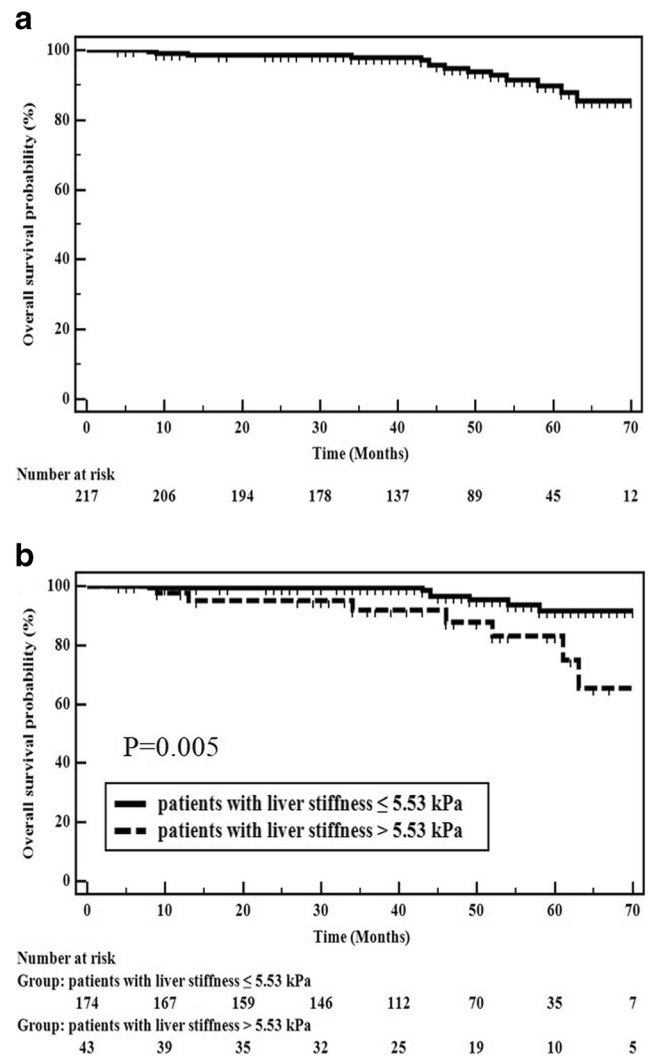 a
Overall survival probability (%)
100
80
60
40
20
0
0 10 20 30 40 50 60 70
Time (Months)
Number at risk
217 206 194 178 137 89 45 12
b
Overall survival probability (%)
100
80
60
40
20
0
P=0.005
patients with liver stiffness ≤ 5.53 kPa
patients with liver stiffness > 5.53 kPa
0 10 20 30 40 50 60 70
Time (Months)
Number at risk
Group: patients with liver stiffness ≤ 5.53 kPa
174 167 159 146 112 70 35 7
Group: patients with liver stiffness > 5.53 kPa
43 39 35 32 25 19 10 5